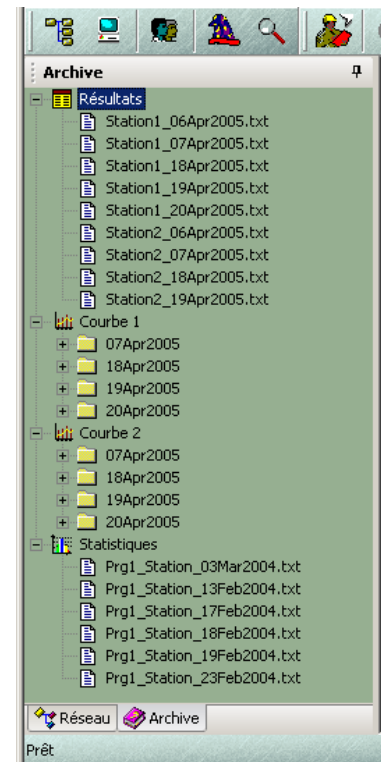 Archive
Résultats
Station1_06Apr2005.txt
Station1_07Apr2005.txt
Station1_18Apr2005.txt
Station1_19Apr2005.txt
Station1_20Apr2005.txt
Station2_06Apr2005.txt
Station2_07Apr2005.txt
Station2_18Apr2005.txt
Station2_19Apr2005.txt
Courbe 1
07Apr2005
18Apr2005
19Apr2005
20Apr2005
Courbe 2
07Apr2005
18Apr2005
19Apr2005
20Apr2005
Statistiques
Prg1_Station_03Mar2004.txt
Prg1_Station_13Feb2004.txt
Prg1_Station_17Feb2004.txt
Prg1_Station_18Feb2004.txt
Prg1_Station_19Feb2004.txt
Prg1_Station_23Feb2004.txt
Réseau Archive
Prêt